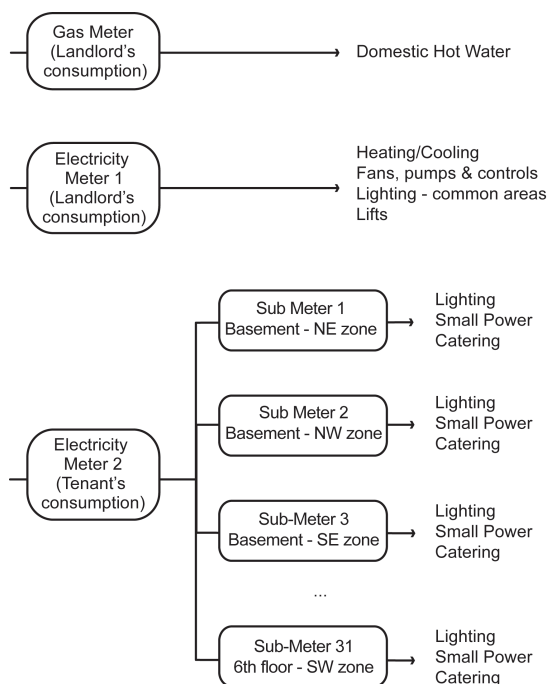 Gas Meter
(Landlord's
consumption)
Domestic Hot Water
Electricity
Meter 1
(Landlord's
consumption)
Heating/Cooling
Fans, pumps & controls
Lighting - common areas
Lifts
Electricity
Meter 2
(Tenant's
consumption)
Sub Meter 1
Basement - NE zone
Lighting
Small Power
Catering
Sub Meter 2
Basement - NW zone
Lighting
Small Power
Catering
Sub-Meter 3
Basement - SE zone
Lighting
Small Power
Catering
...
Sub-Meter 31
6th floor - SW zone
Lighting
Small Power
Catering